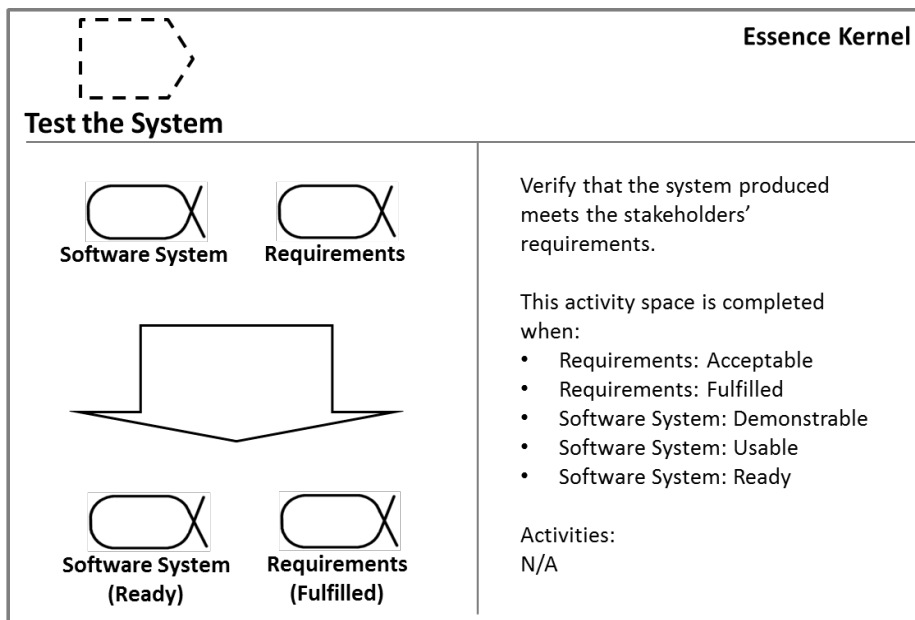 Essence Kernel
Test the System
Software System
Requirements
Software System
(Ready)
Requirements
(Fulfilled)
Verify that the system produced
meets the stakeholders’
requirements.
This activity space is completed
when:
• Requirements: Acceptable
• Requirements: Fulfilled
• Software System: Demonstrable
• Software System: Usable
• Software System: Ready
Activities:
N/A